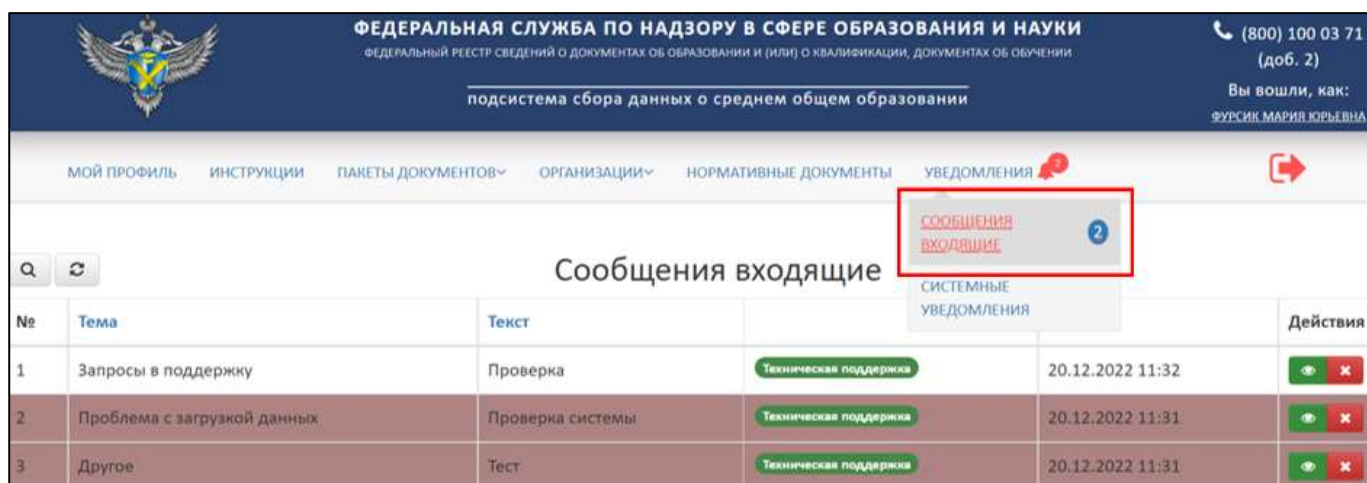 ФЕДЕРАЛЬНАЯ СЛУЖБА ПО НАДЗОРУ В СФЕРЕ ОБРАЗОВАНИЯ И НАУКИ
ФЕДЕРАЛЬНЫЙ РЕЕСТР СВЕДЕНИЙ О ДОКУМЕНТАХ ОБ ОБРАЗОВАНИИ И (ИЛИ) О КВАЛИФИКАЦИИ, ДОКУМЕНТАХ ОБ ОБУЧЕНИИ
подсистема сбора данных о среднем общем образовании
(800) 100 03 71
(доб. 2)
Вы вошли, как:
ФУРСИК МАРИЯ ЮРЬЕВНА
МОЙ ПРОФИЛЬ ИНСТРУКЦИИ ПАКЕТЫ ДОКУМЕНТОВ ОРГАНИЗАЦИИ НОРМАТИВНЫЕ ДОКУМЕНТЫ УВЕДОМЛЕНИЯ 2
СООБЩЕНИЯ
ВХОДЯЩИЕ 2
СИСТЕМНЫЕ
УВЕДОМЛЕНИЯ
Сообщения входящие
№ Тема Текст Действия
1 Запросы в поддержку Проверка Техническая поддержка 20.12.2022 11:32
2 Проблема с загрузкой данных Проверка системы Техническая поддержка 20.12.2022 11:31
3 Другое Тест Техническая поддержка 20.12.2022 11:31